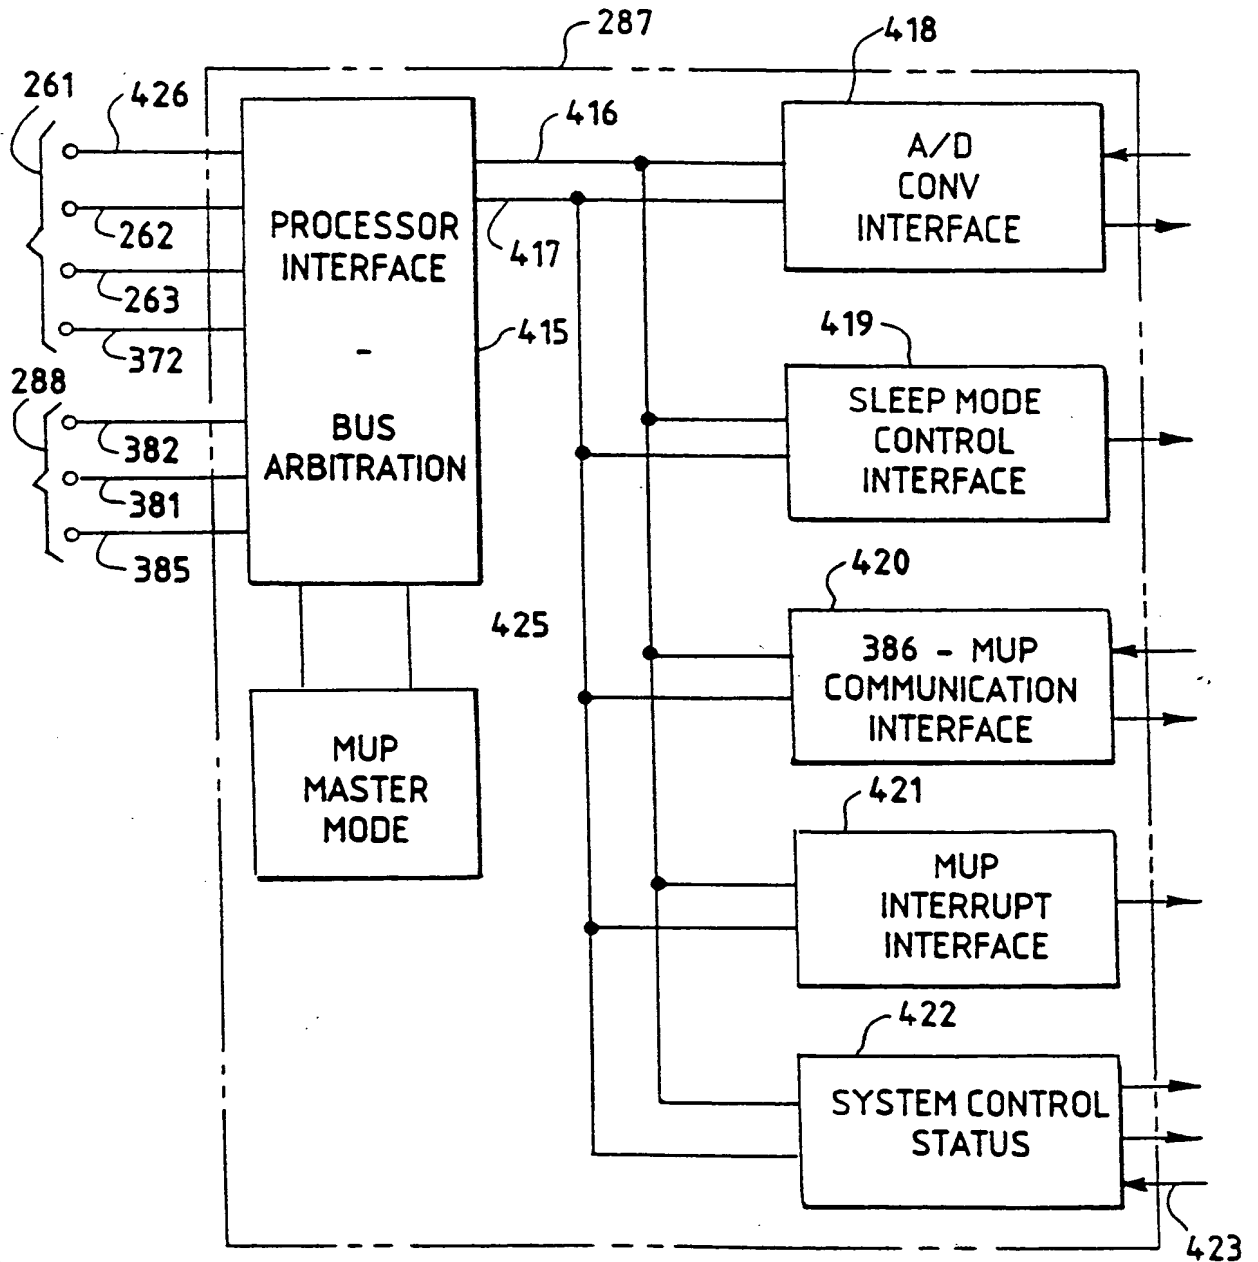 287
418
261
426
416
A/D
CONV
INTERFACE
PROCESSOR
INTERFACE
-
BUS
ARBITRATION
262
417
263
415
372
419
288
SLEEP MODE
CONTROL
INTERFACE
382
381
385
420
425
386 - MUP
COMMUNICATION
INTERFACE
MUP
MASTER
MODE
421
MUP
INTERRUPT
INTERFACE
422
SYSTEM CONTROL
STATUS
423